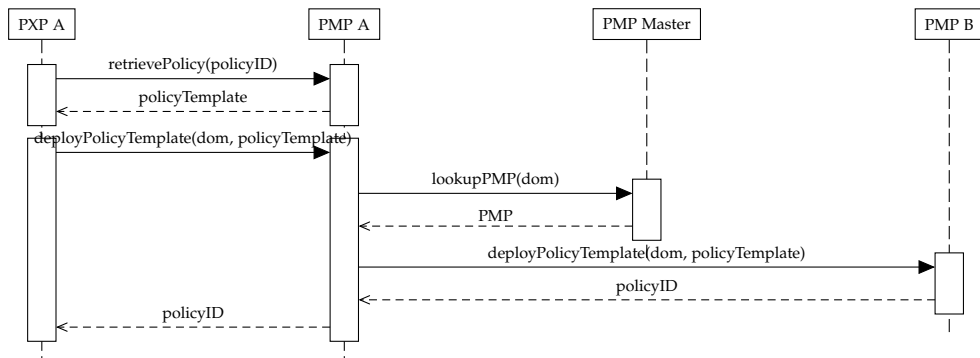 PXP A
PMP A
PMP Master
PMP B
retrievePolicy(policyID)
policyTemplate
deployPolicyTemplate(dom, policyTemplate)
lookupPMP(dom)
PMP
deployPolicyTemplate(dom, policyTemplate)
policyID
policyID